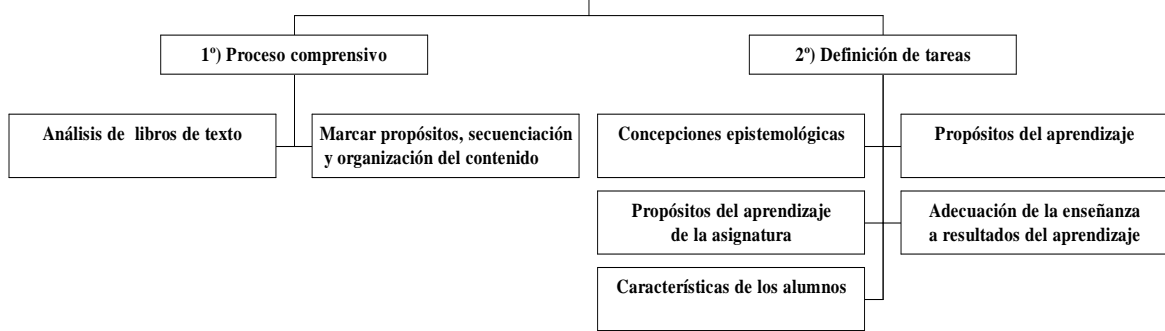 1º) Proceso comprensivo
2º) Definición de tareas
Análisis de libros de texto
Marcar propósitos, secuenciación
y organización del contenido
Concepciones epistemológicas
Propósitos del aprendizaje
Propósitos del aprendizaje
de la asignatura
Adecuación de la enseñanza
a resultados del aprendizaje
Características de los alumnos